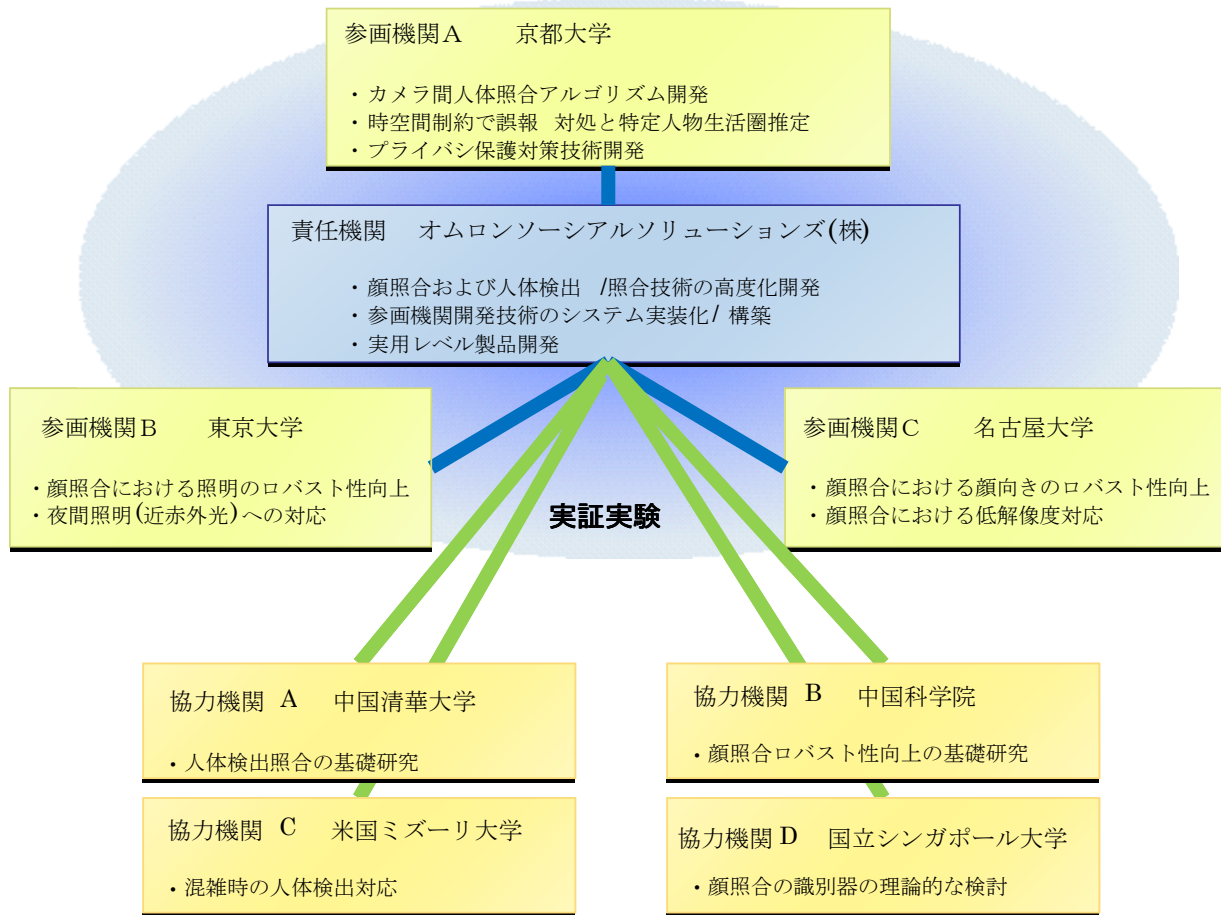 参画機関A　京都大学
・カメラ間人体照合アルゴリズム開発
・時空間制約で誤報 対処と特定人物生活圏推定
・プライバシ保護対策技術開発
責任機関　オムロンソーシアルソリューションズ(株)
・顔照合および人体検出 /照合技術の高度化開発
・参画機関開発技術のシステム実装化/ 構築
・実用レベル製品開発
参画機関B　東京大学
・顔照合における照明のロバスト性向上
・夜間照明(近赤外光)への対応
参画機関C　名古屋大学
・顔照合における顔向きのロバスト性向上
・顔照合における低解像度対応
実証実験
協力機関 A　中国清華大学
・人体検出照合の基礎研究
協力機関 B　中国科学院
・顔照合ロバスト性向上の基礎研究
協力機関 C　米国ミズーリ大学
・混雑時の人体検出対応
協力機関 D　国立シンガポール大学
・顔照合の識別器の理論的な検討